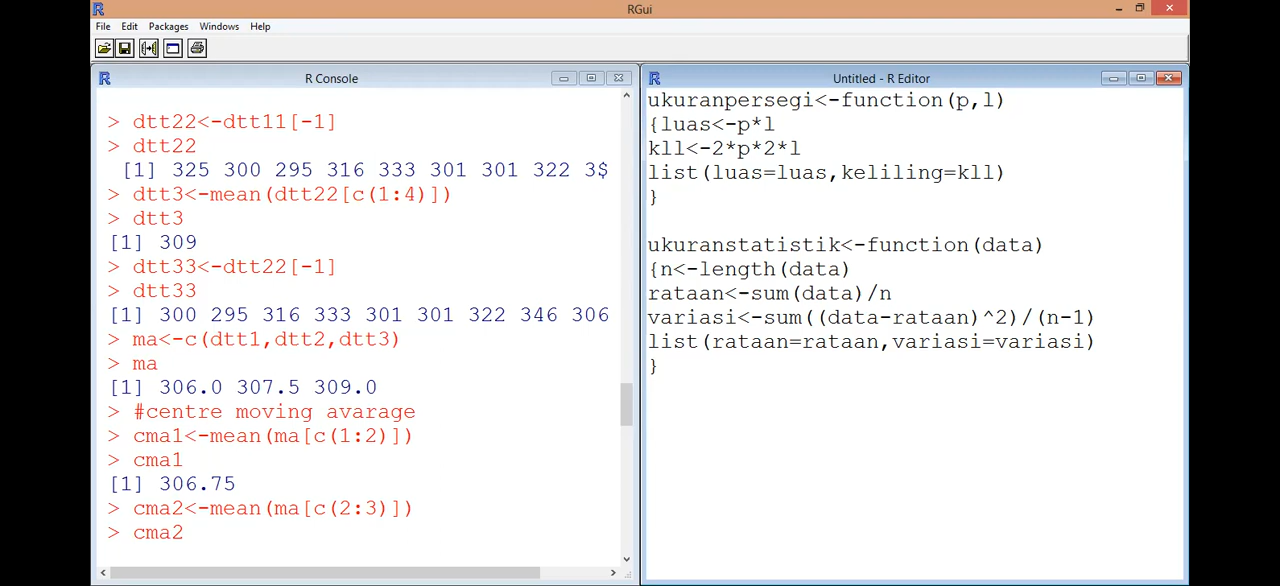 RGui
File Edit Packages Windows Help
R Console
> dtt22<-dtt11[-1]
> dtt22
[1] 325 300 295 316 333 301 301 322 3$
> dtt3<-mean(dtt22[c(1:4)])
> dtt3
[1] 309
> dtt33<-dtt22[-1]
> dtt33
[1] 300 295 316 333 301 301 322 346 306
> ma<-c(dtt1,dtt2,dtt3)
> ma
[1] 306.0 307.5 309.0
> #centre moving avarage
> cma1<-mean(ma[c(1:2)])
> cma1
[1] 306.75
> cma2<-mean(ma[c(2:3)])
> cma2
Untitled - R Editor
ukuranpersegi<-function(p,l)
{luas<-p*l
kll<-2*p*2*l
list(luas=luas,keliling=kll)
}
ukuranstatistik<-function(data)
{n<-length(data)
rataan<-sum(data)/n
variasi<-sum((data-rataan)^2)/(n-1)
list(rataan=rataan,variasi=variasi)
}